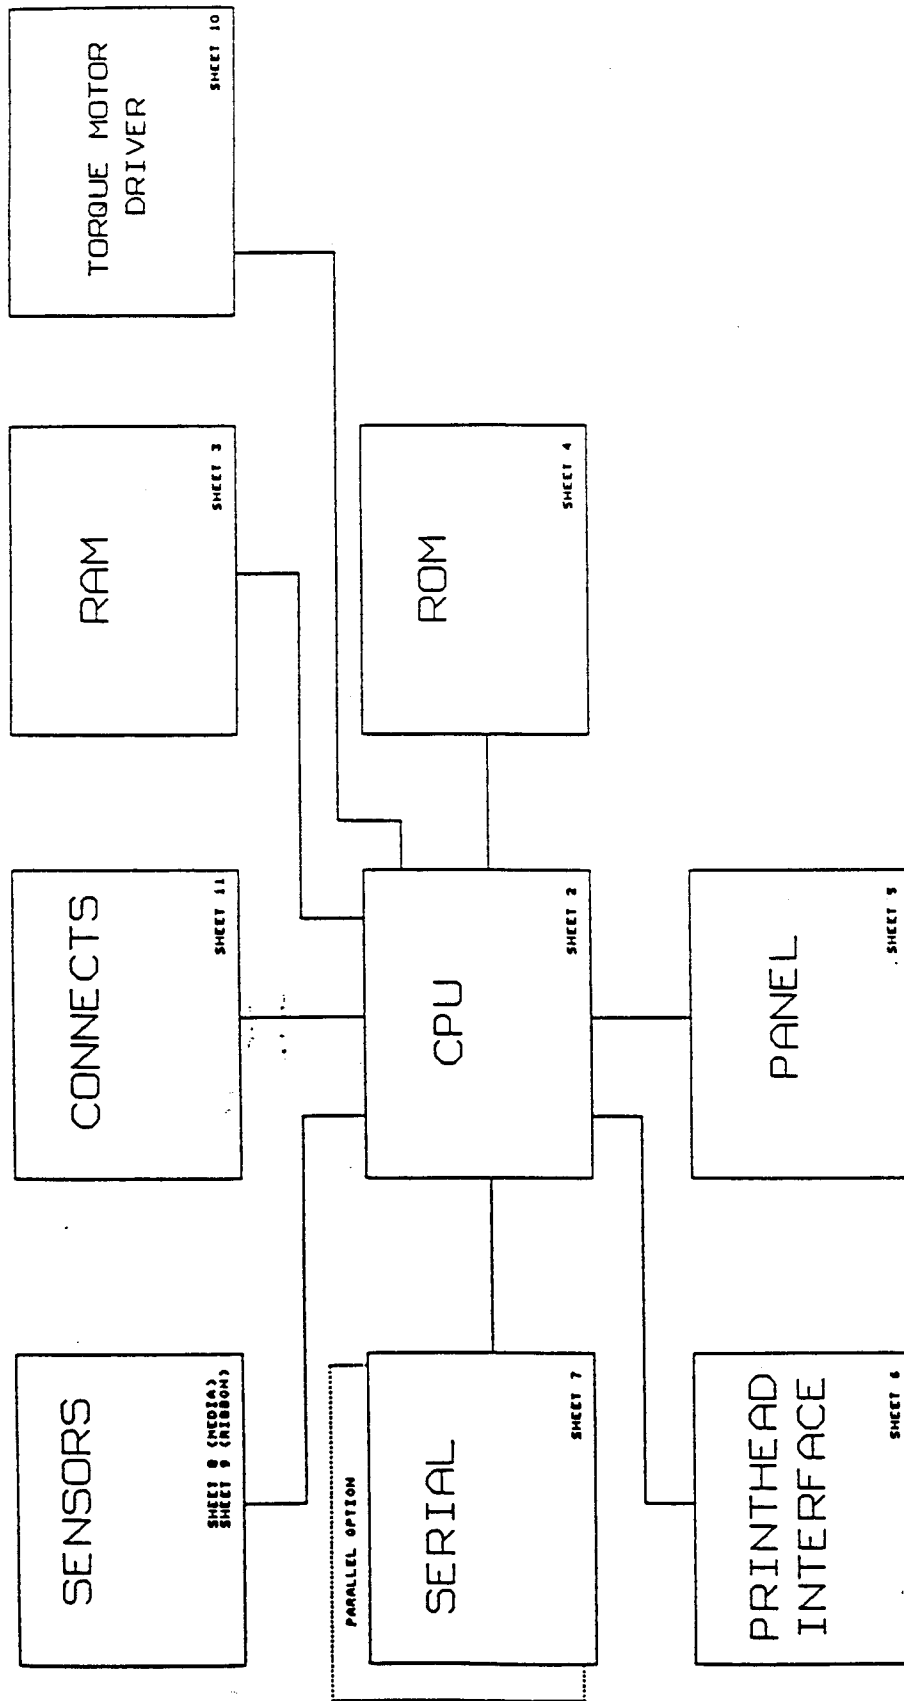 SENSORS
SHEET 8 (MEDIA)
SHEET 9 (RIBBON)
CONNECTS
SHEET 11
RAM
SHEET 3
TORQUE MOTOR
DRIVER
SHEET 10
PARALLEL OPTION
SERIAL
SHEET 7
CPU
SHEET 2
ROM
SHEET 4
PRINTHEAD
INTERFACE
SHEET 6
PANEL
SHEET 5